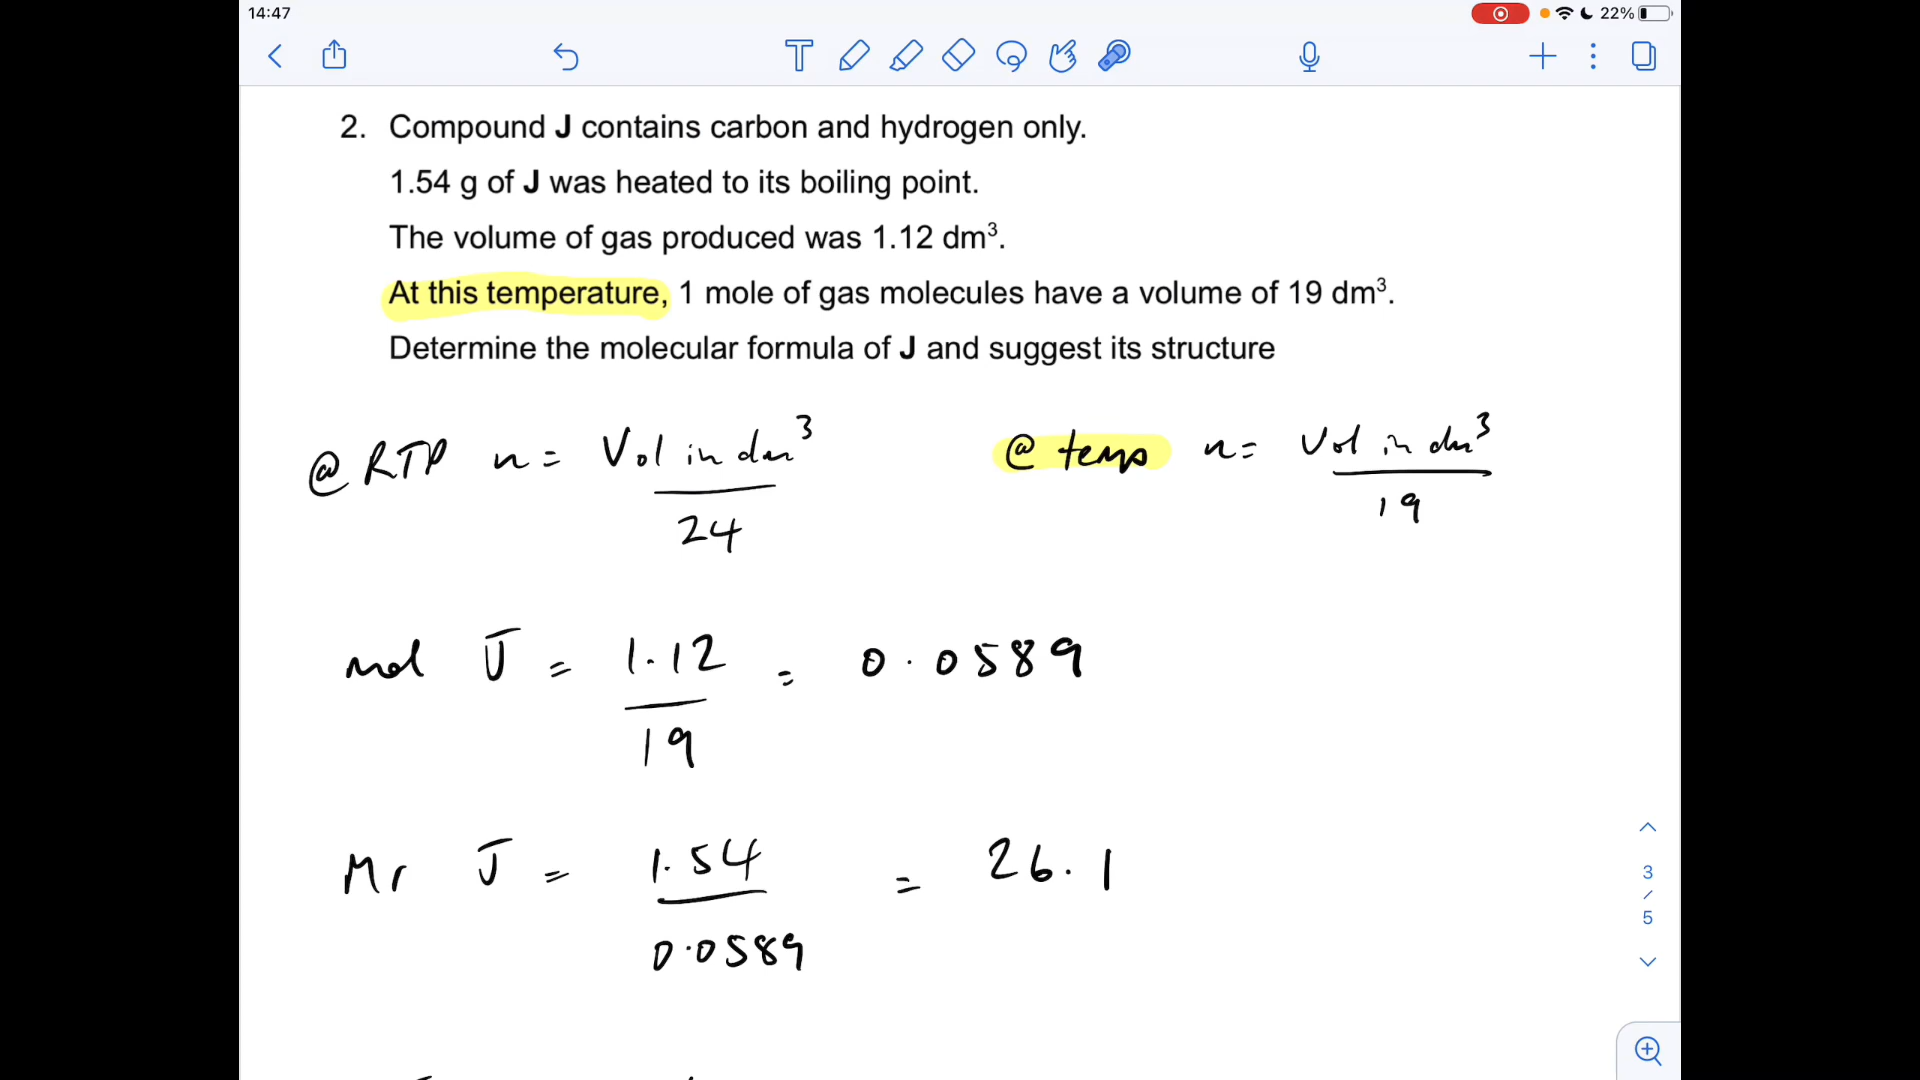 14:47
22%
2. Compound J contains carbon and hydrogen only.
1.54 g of J was heated to its boiling point.
The volume of gas produced was 1.12 dm³.
At this temperature, 1 mole of gas molecules have a volume of 19 dm³.
Determine the molecular formula of J and suggest its structure
@ RTP n = Vol in dm³
24
@ temp n = Vol in dm³
19
mol J = 1.12 = 0.0589
19
Mr J = 1.54 = 26.1
0.0589
3
/
5